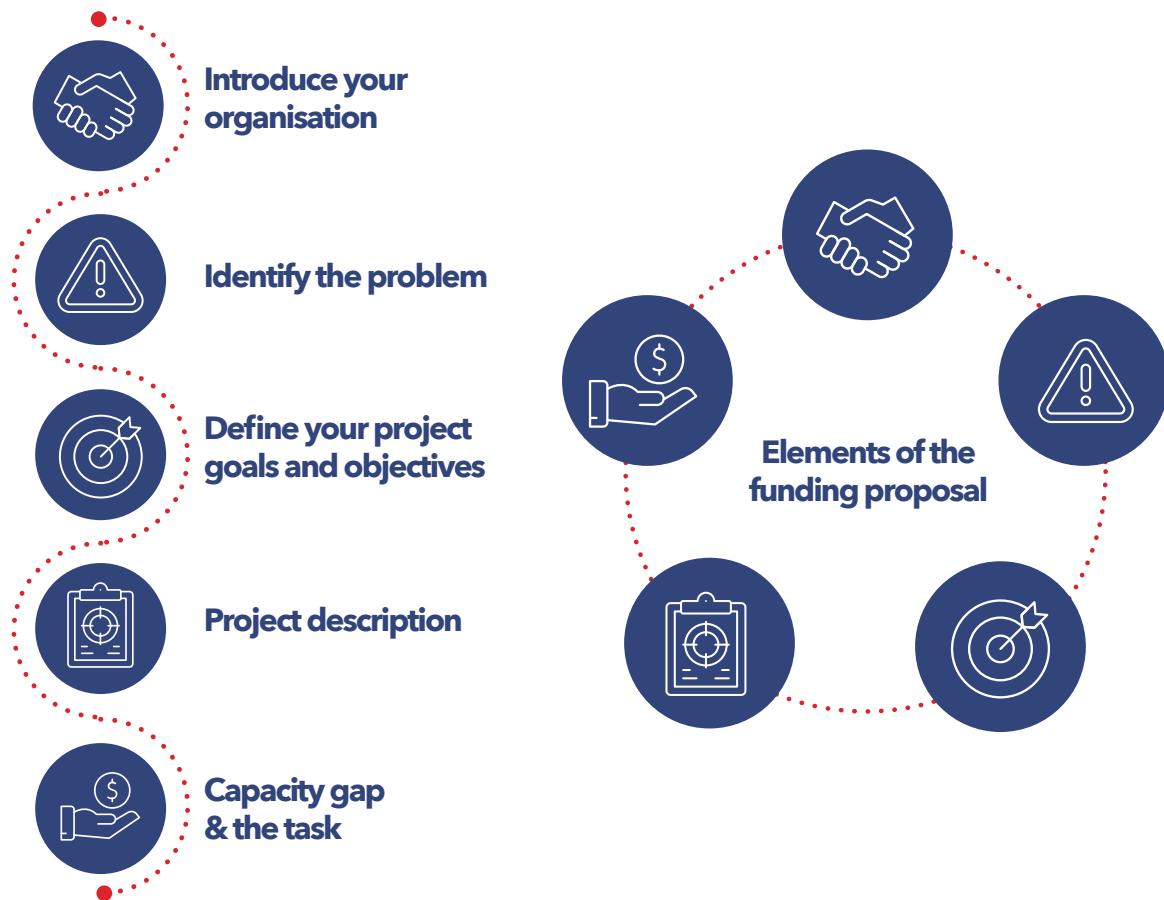 Introduce your
organisation
Identify the problem
Define your project
goals and objectives
Project description
Capacity gap
& the task
$
Elements of the
funding proposal
$